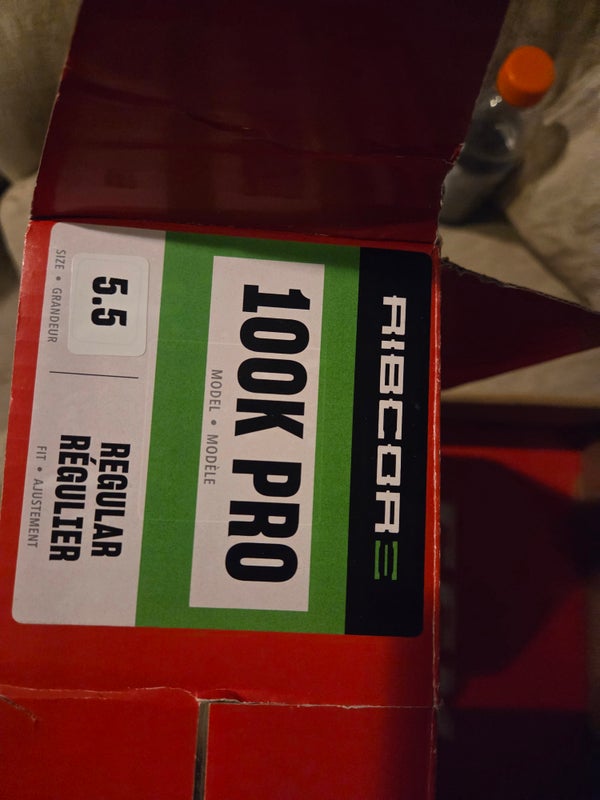 RIBCORE
100K PRO
MODEL • MODÈLE
5.5
SIZE • GRANDEUR
REGULAR
RÉGULIER
FIT • AJUSTEMENT